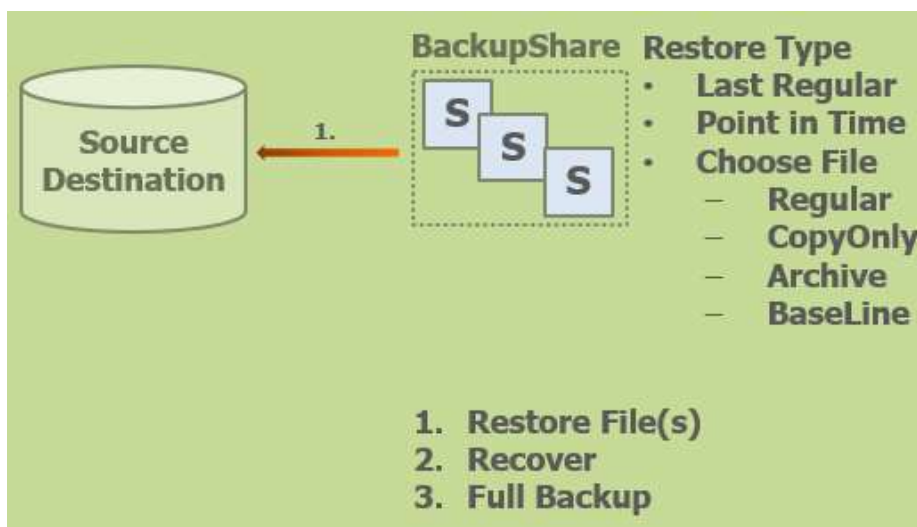 BackupShare
S
S
S
1.
Source
Destination
Restore Type
• Last Regular
• Point in Time
• Choose File
– Regular
– CopyOnly
– Archive
– BaseLine
1. Restore File(s)
2. Recover
3. Full Backup